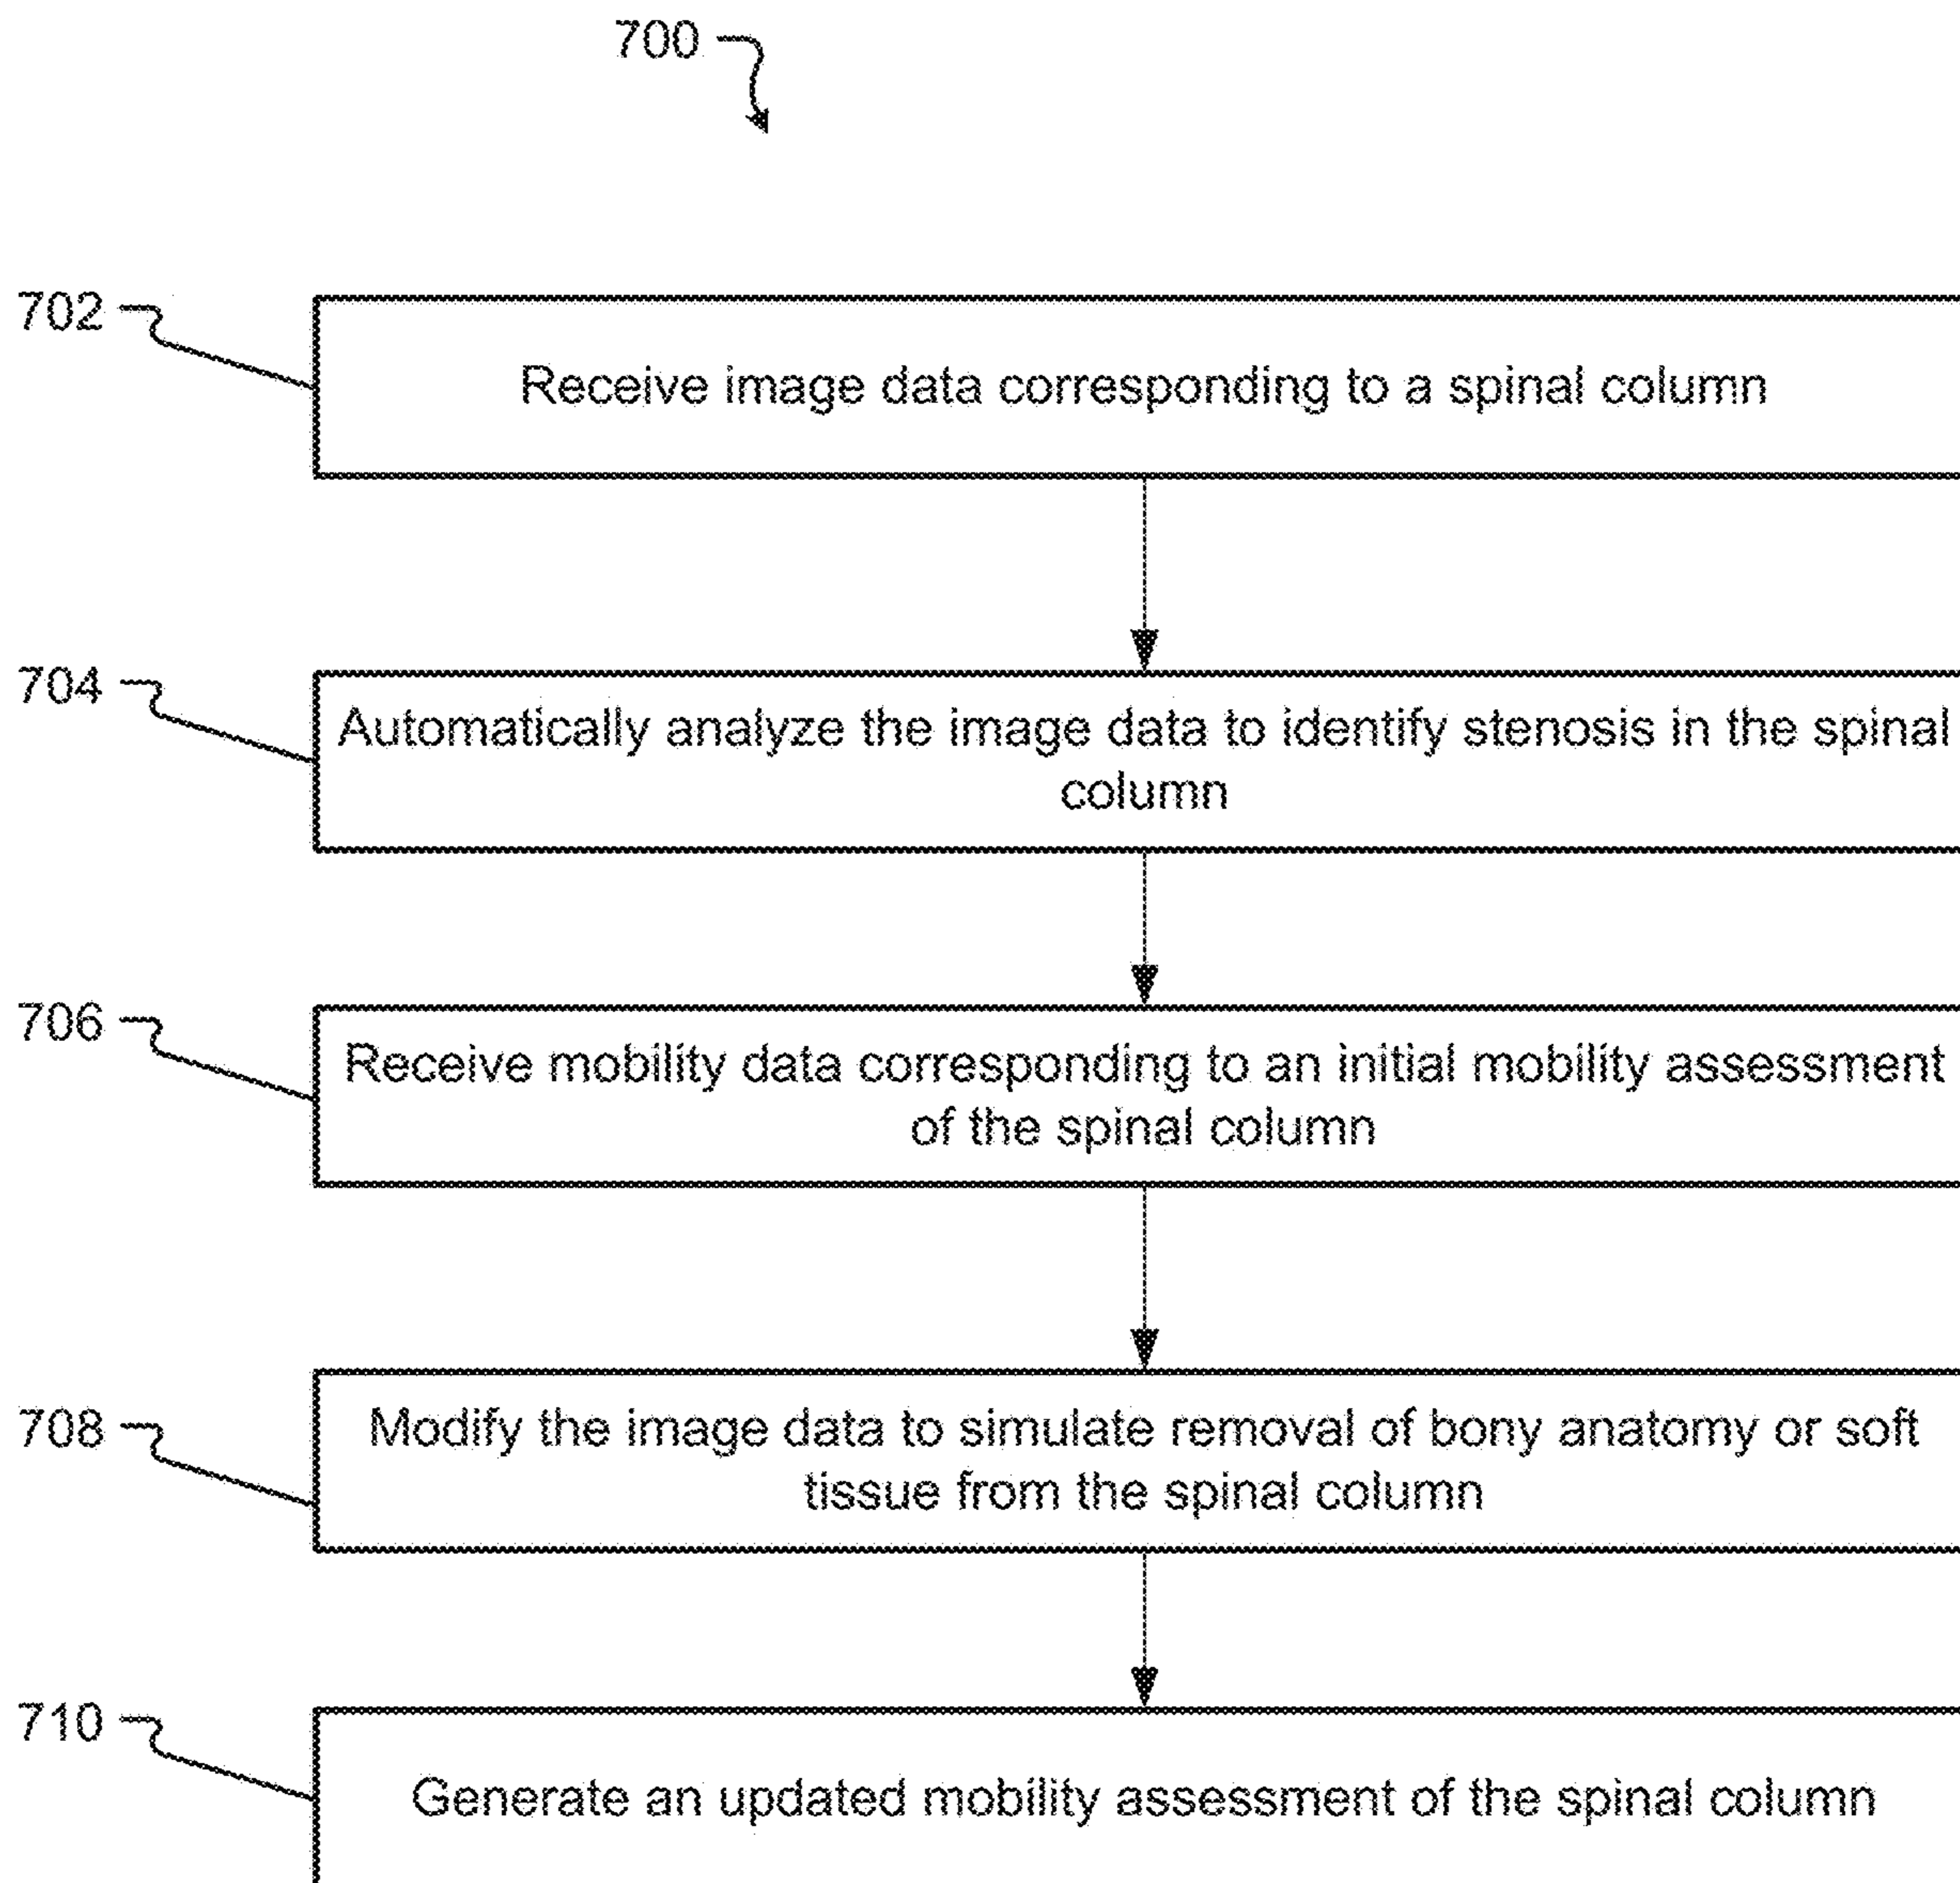 700
702
Receive image data corresponding to a spinal column
704
Automatically analyze the image data to identify stenosis in the spinal
column
706
Receive mobility data corresponding to an initial mobility assessment
of the spinal column
708
Modify the image data to simulate removal of bony anatomy or soft
tissue from the spinal column
710
Generate an updated mobility assessment of the spinal column